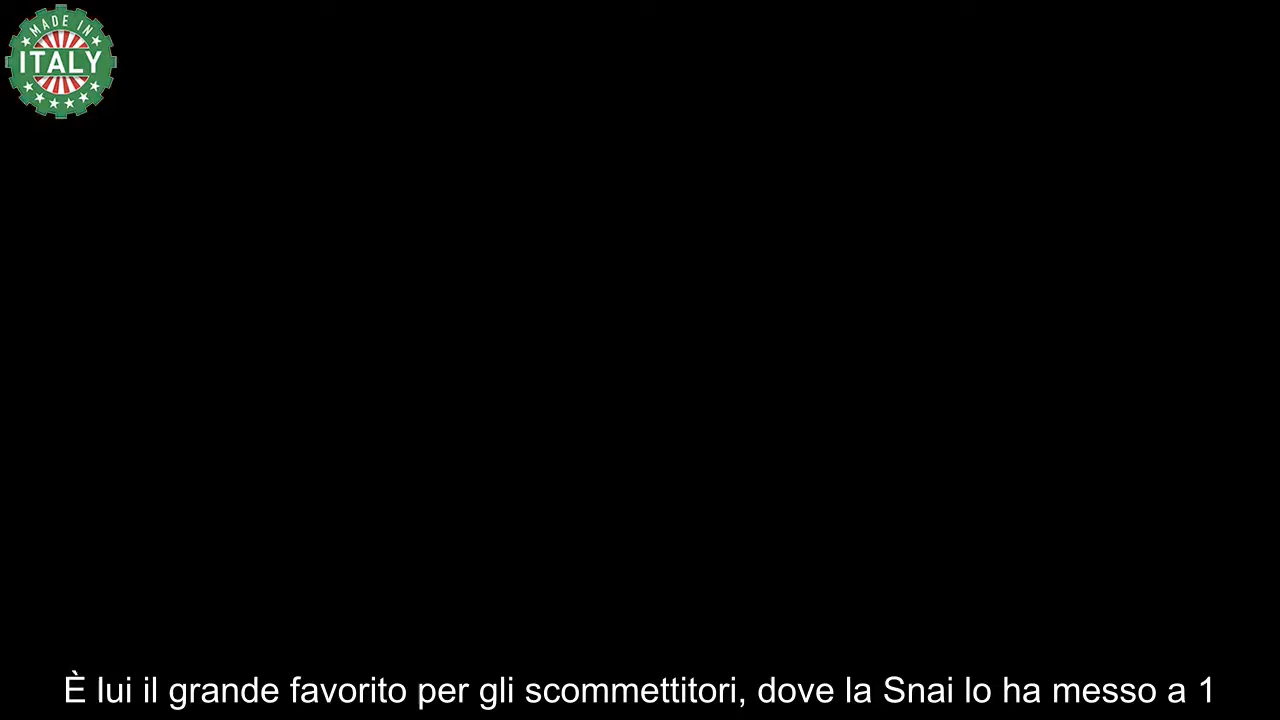 MADE IN
ITALY
È lui il grande favorito per gli scommettitori, dove la Snai lo ha messo a 1